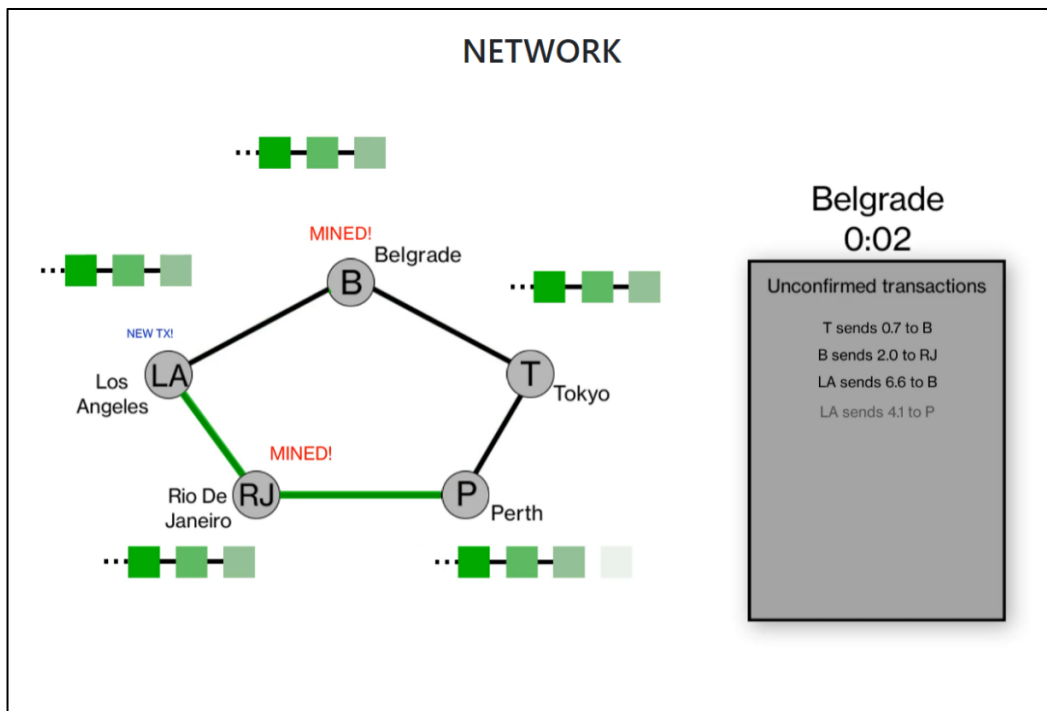 NETWORK
MINED!
Belgrade
B
NEW TX!
LA
Los
Angeles
T
Tokyo
MINED!
Rio De
Janeiro
RJ
P
Perth
Belgrade
0:02
Unconfirmed transactions
T sends 0.7 to B
B sends 2.0 to RJ
LA sends 6.6 to B
LA sends 4.1 to P